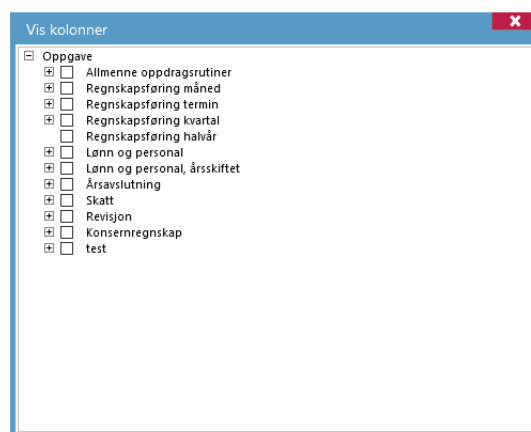 Vis kolonner
Oppgave
Allmenne oppdragsrutiner
Regnskapsføring måned
Regnskapsføring termin
Regnskapsføring kvartal
Regnskapsføring halvår
Lønn og personal
Lønn og personal, årsskiftet
Årsavslutning
Skatt
Revisjon
Konsernregnskap
test